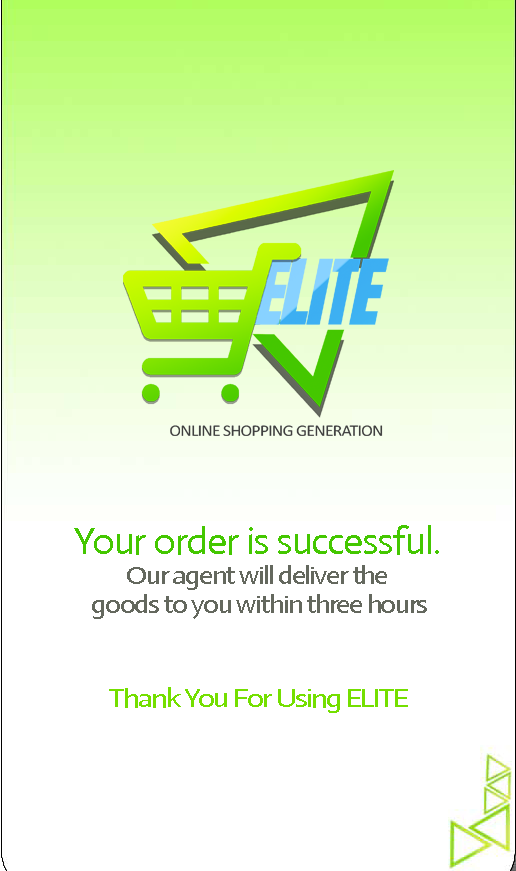 ELITE
ONLINE SHOPPING GENERATION
Your order is successful.
Our agent will deliver the
goods to you within three hours
Thank You For Using ELITE